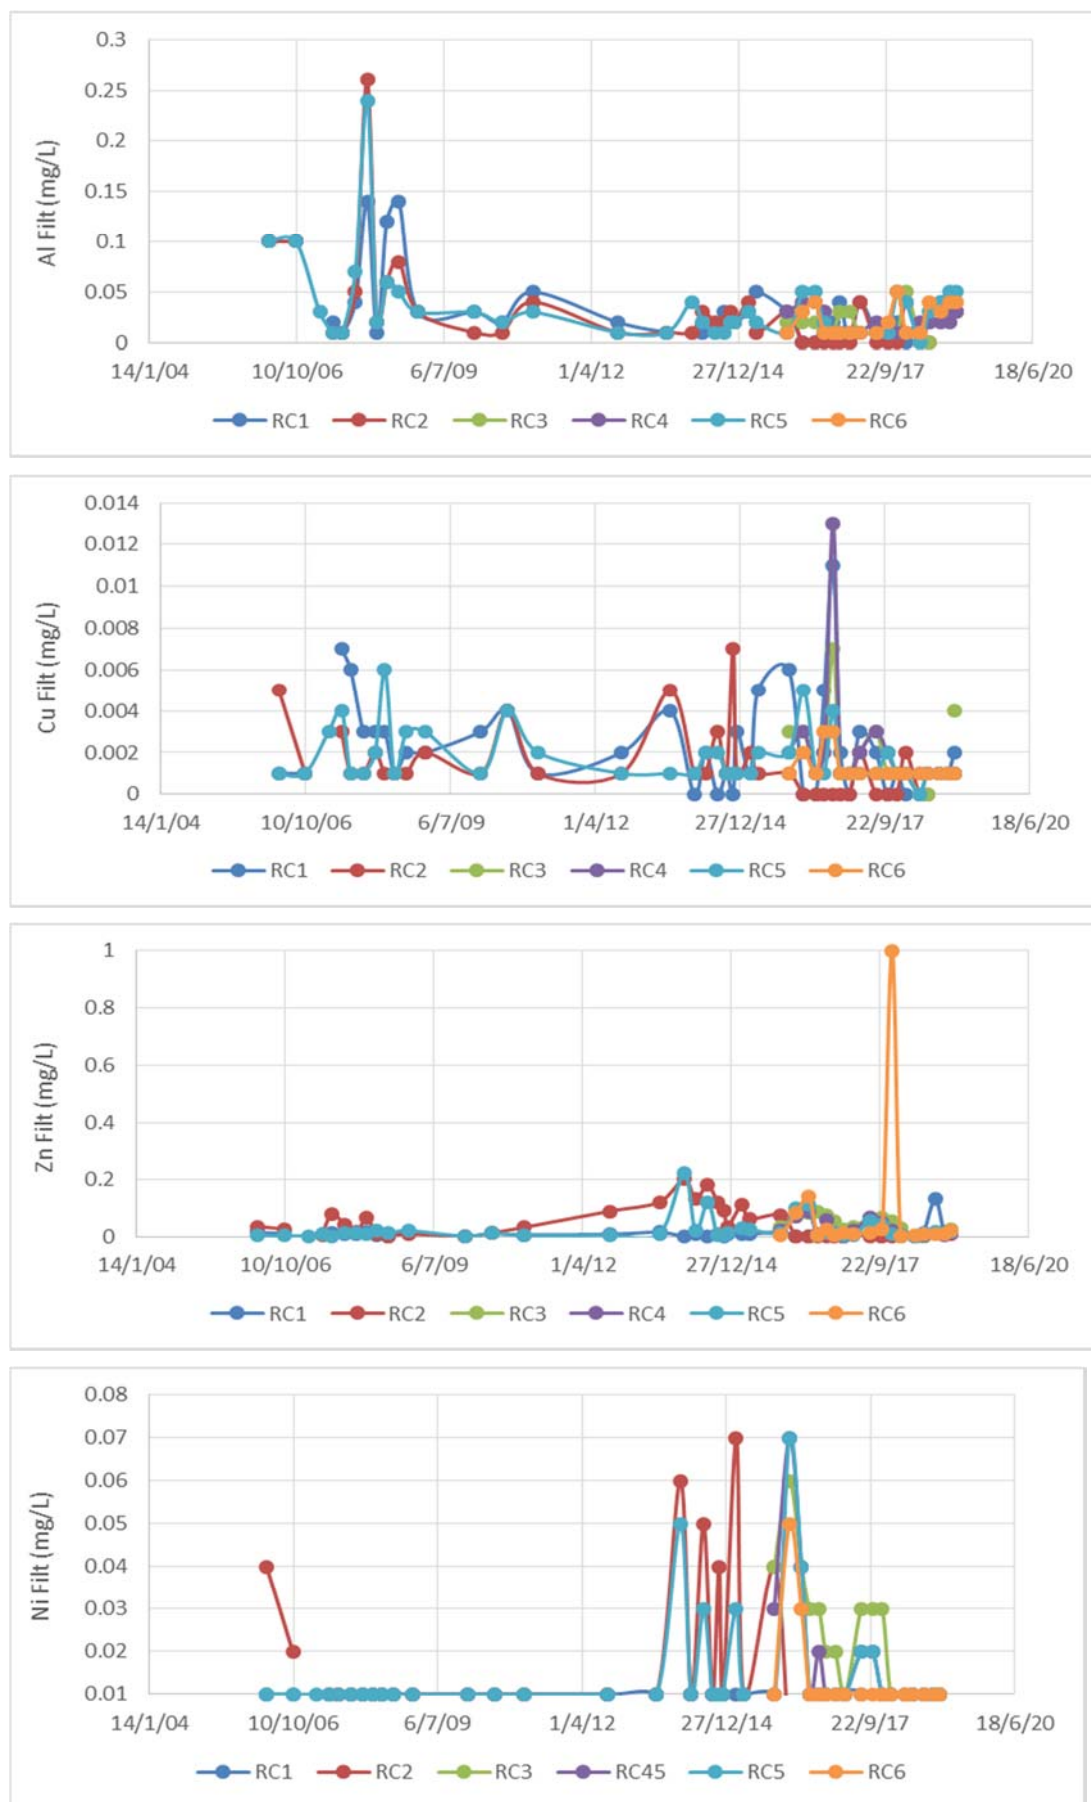 0.3
0.25
0.2
0.15
0.1
0.05
0
Al Filt (mg/L)
14/1/04 10/10/06 6/7/09 1/4/12 27/12/14 22/9/17 18/6/20
RC1 RC2 RC3 RC4 RC5 RC6
0.014
0.012
0.01
0.008
0.006
0.004
0.002
0
Cu Filt (mg/L)
14/1/04 10/10/06 6/7/09 1/4/12 27/12/14 22/9/17 18/6/20
RC1 RC2 RC3 RC4 RC5 RC6
1
0.8
0.6
0.4
0.2
0
Zn Filt (mg/L)
14/1/04 10/10/06 6/7/09 1/4/12 27/12/14 22/9/17 18/6/20
RC1 RC2 RC3 RC4 RC5 RC6
0.08
0.07
0.06
0.05
0.04
0.03
0.02
0.01
Ni Filt (mg/L)
14/1/04 10/10/06 6/7/09 1/4/12 27/12/14 22/9/17 18/6/20
RC1 RC2 RC3 RC45 RC5 RC6